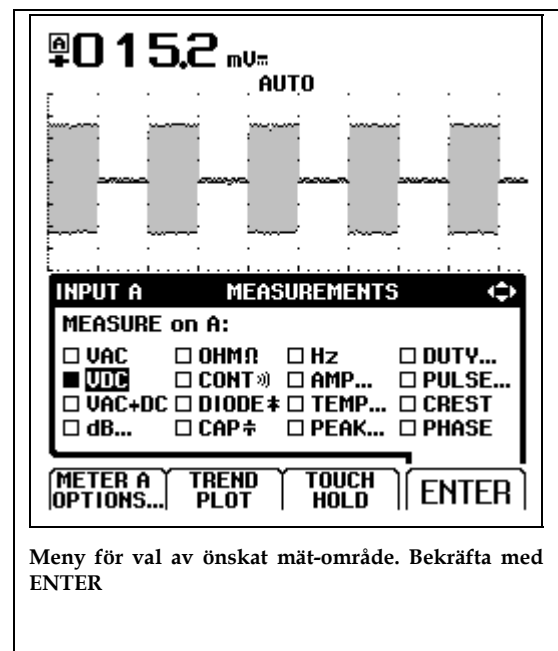 A 015.2 mV
AUTO
INPUT A MEASUREMENTS
MEASURE on A:
VAC OHMΩ Hz DUTY...
VDC CONT AMP... PULSE...
VAC+DC DIODE TEMP... CREST
dB... CAP PEAK... PHASE
METER A TREND TOUCH
OPTIONS... PLOT HOLD ENTER
Meny för val av önskat mät-område. Bekräfta med
ENTER